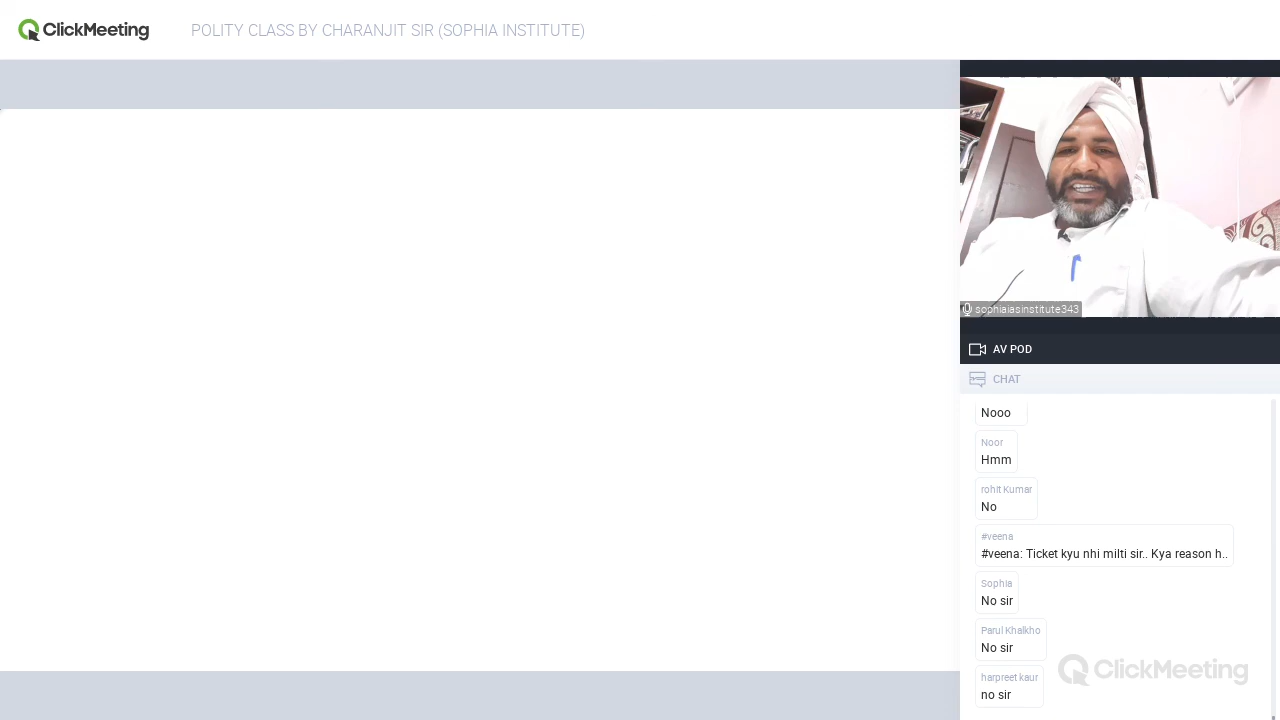 ClickMeeting
POLITY CLASS BY CHARANJIT SIR (SOPHIA INSTITUTE)
sophiaiasinstitute343
AV POD
CHAT
Nooo
Noor
Hmm
rohit Kumar
No
#veena
#veena: Ticket kyu nhi milti sir.. Kya reason h..
Sophia
No sir
Parul Khalkho
No sir
ClickMeeting
harpreet kaur
no sir